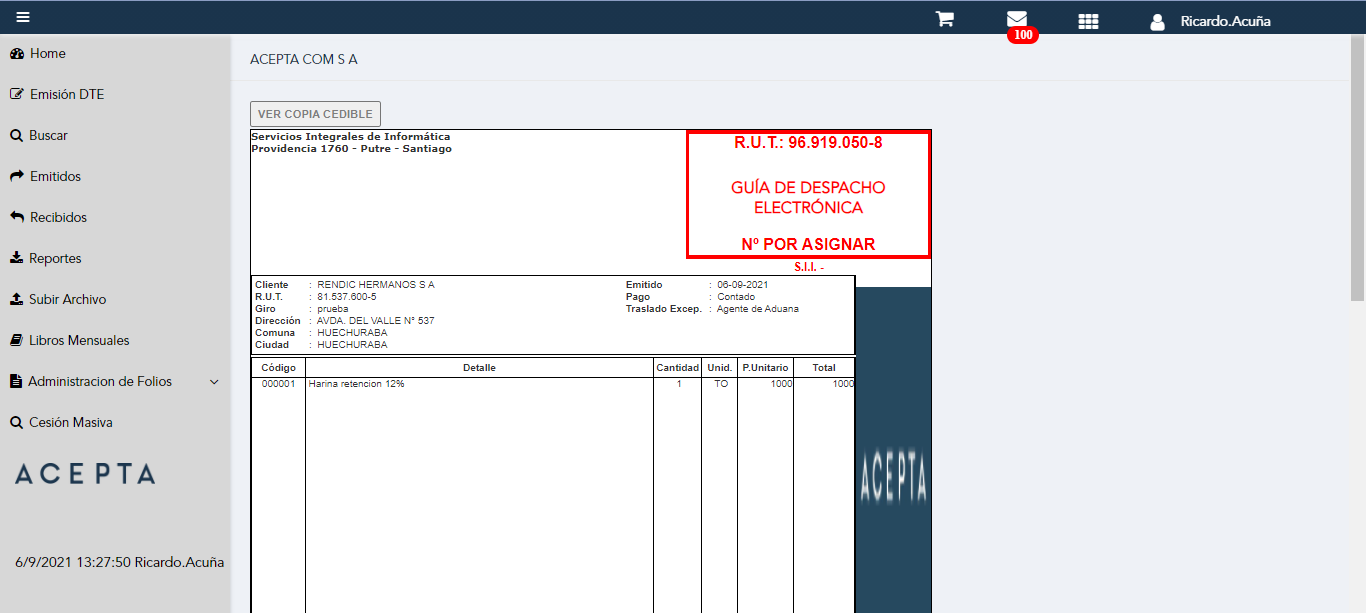 Ricardo.Acuña
100
Home
Emisión DTE
Buscar
Emitidos
Recibidos
Reportes
Subir Archivo
Libros Mensuales
Administracion de Folios
Cesión Masiva
ACEPTA
6/9/2021 13:27:50 Ricardo.Acuña
ACEPTA COM S A
VER COPIA CEDIBLE
Servicios Integrales de Informática
Providencia 1760 - Putre - Santiago
R.U.T.: 96.919.050-8
GUÍA DE DESPACHO
ELECTRÓNICA
Nº POR ASIGNAR
S.I.I. -
Cliente : RENDIC HERMANOS S A
R.U.T. : 81.537.600-5
Giro : prueba
Dirección : AVDA. DEL VALLE N° 537
Comuna : HUECHURABA
Ciudad : HUECHURABA
Emitido : 06-09-2021
Pago : Contado
Traslado Excep. : Agente de Aduana
Código Detalle Cantidad Unid. P.Unitario Total
000001 Harina retencion 12% 1 TO 1000 1000
ACEPTA